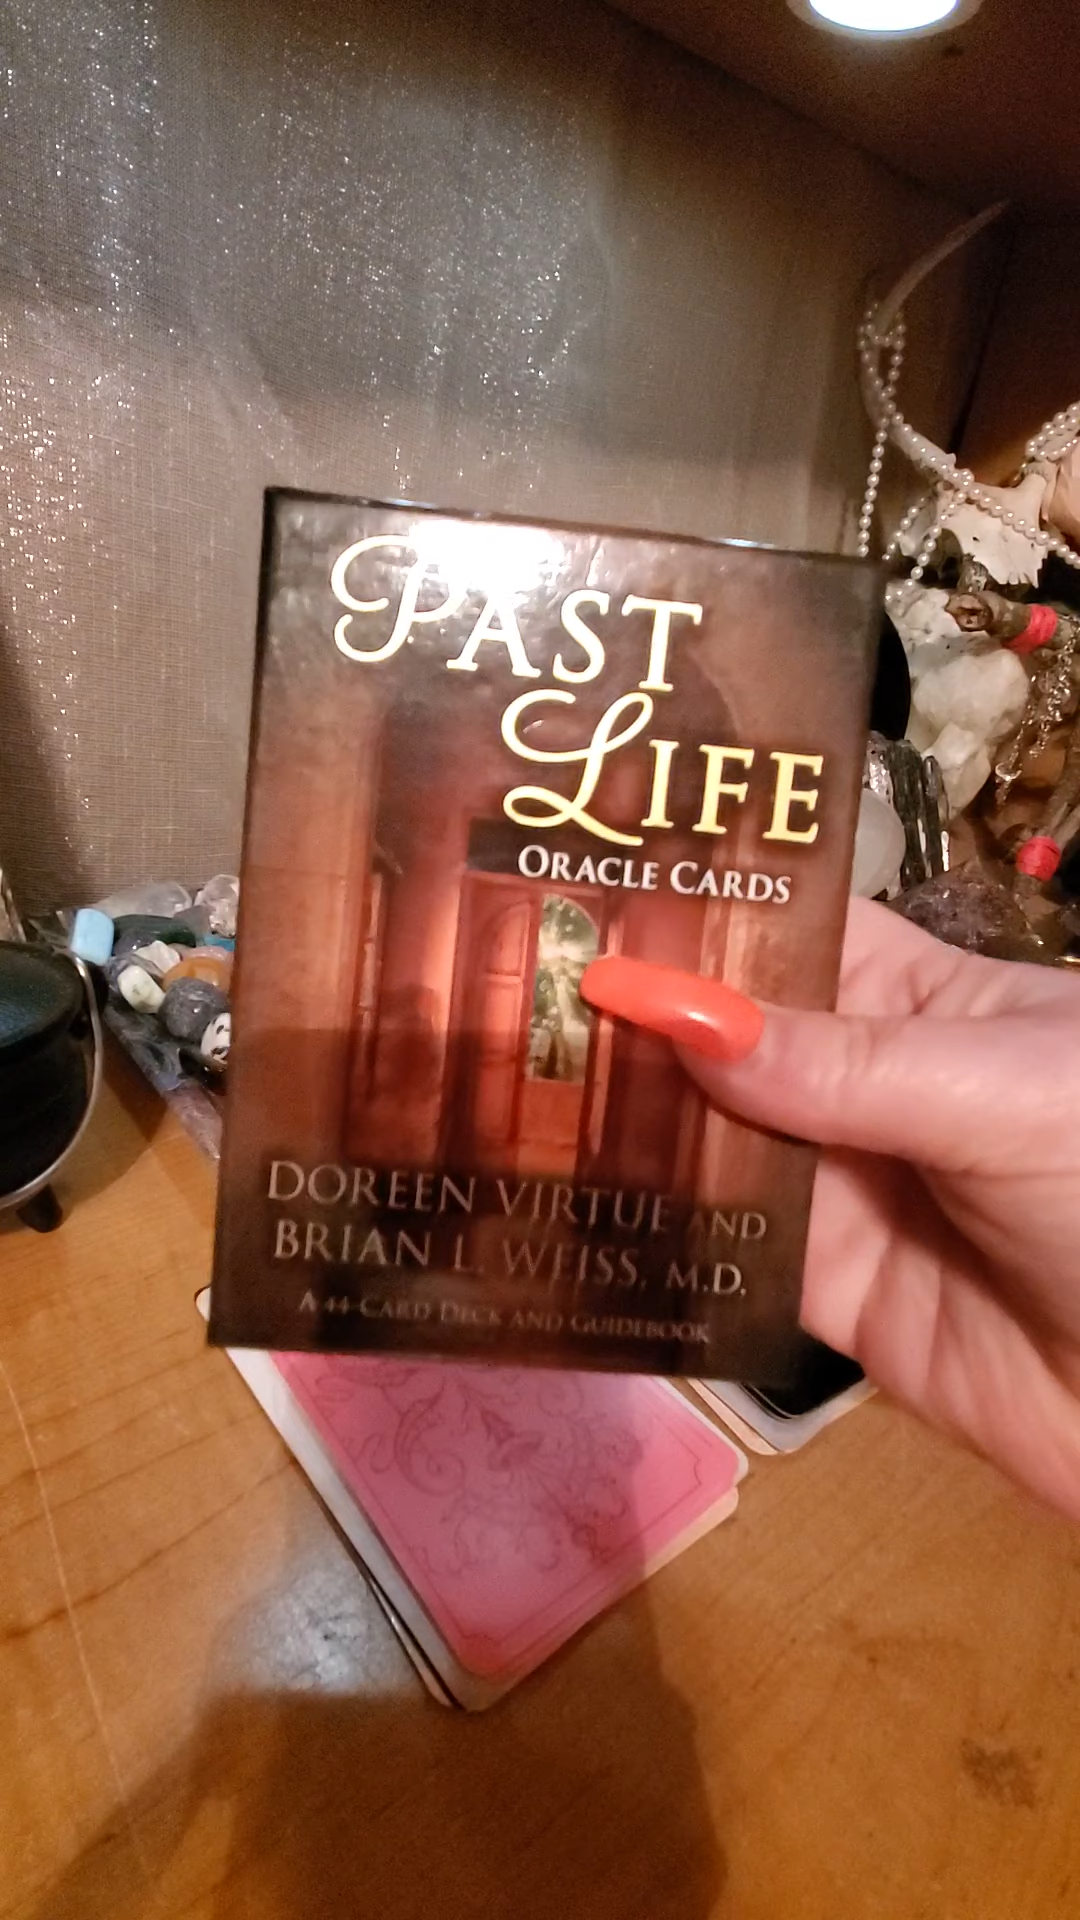 PAST
LIFE
ORACLE CARDS
DOREEN VIRTUE AND
BRIAN L. WEISS, M.D.
A 44-CARD DECK AND GUIDEBOOK